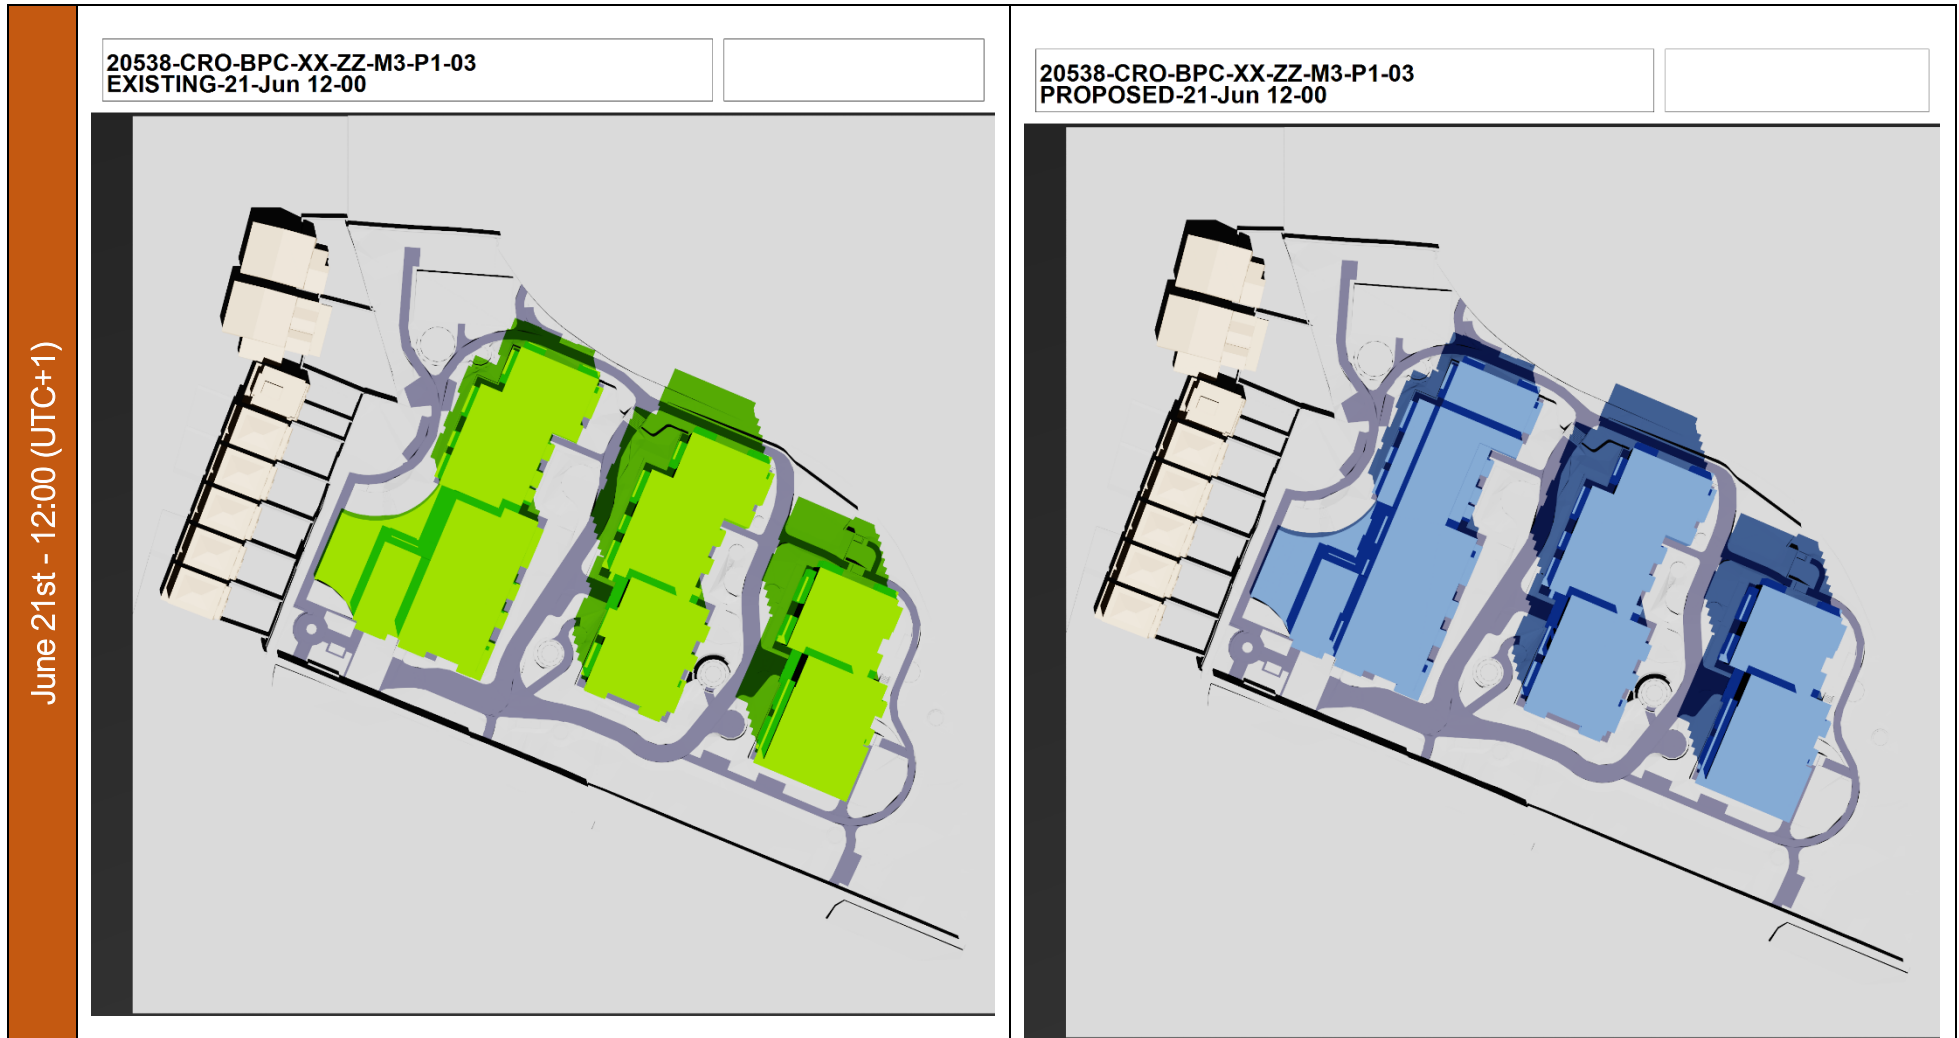 June 21st - 12:00 (UTC+1)
20538-CRO-BPC-XX-ZZ-M3-P1-03
EXISTING-21-Jun 12-00
20538-CRO-BPC-XX-ZZ-M3-P1-03
PROPOSED-21-Jun 12-00